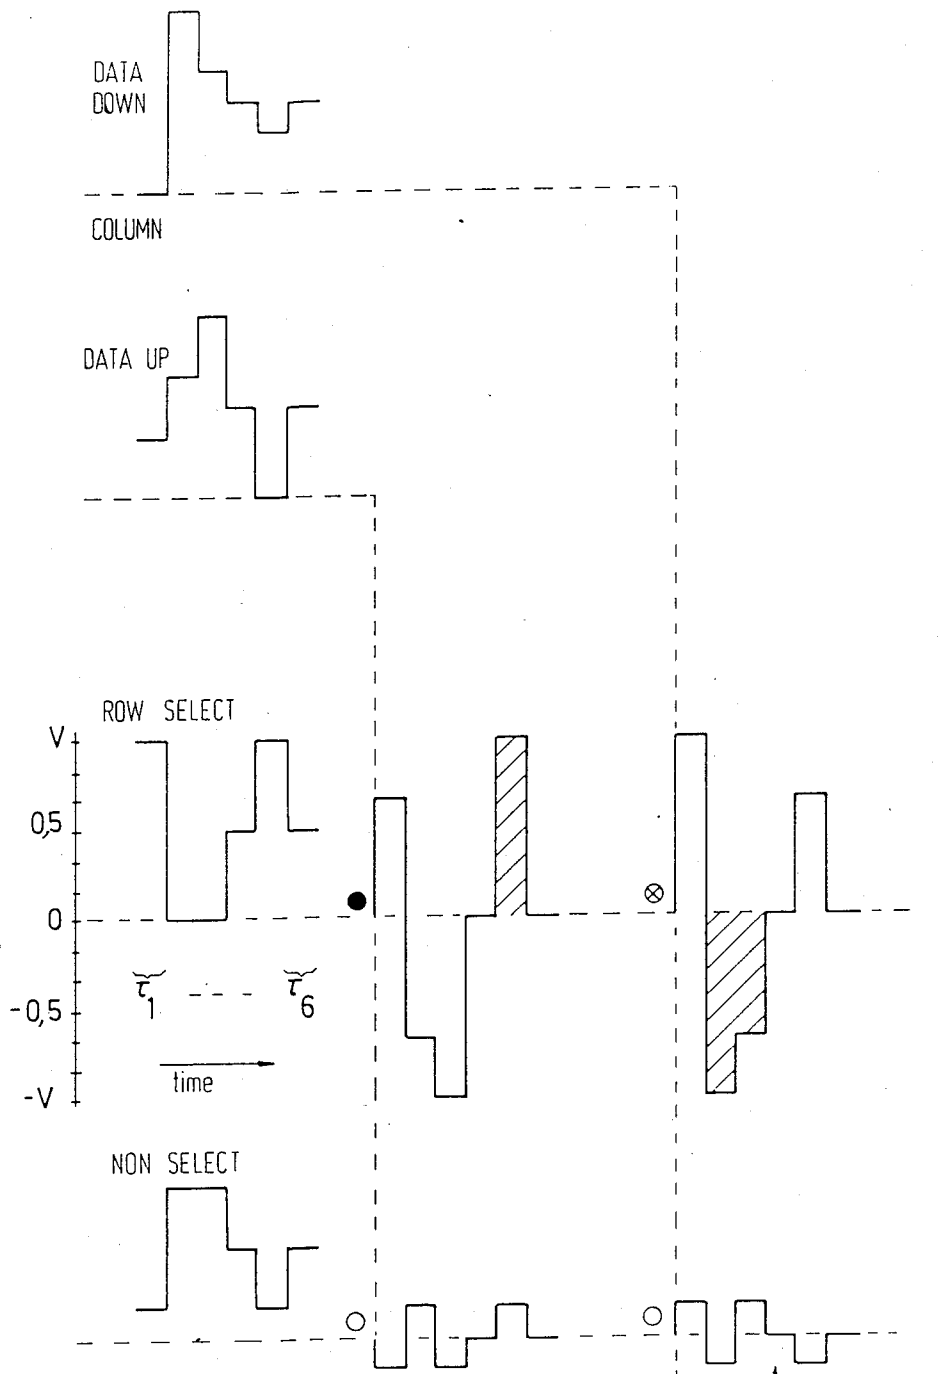 DATA
DOWN
COLUMN
DATA UP
ROW SELECT
V
0,5
0
-0,5
-V
τ1 ---- τ6
time
NON SELECT